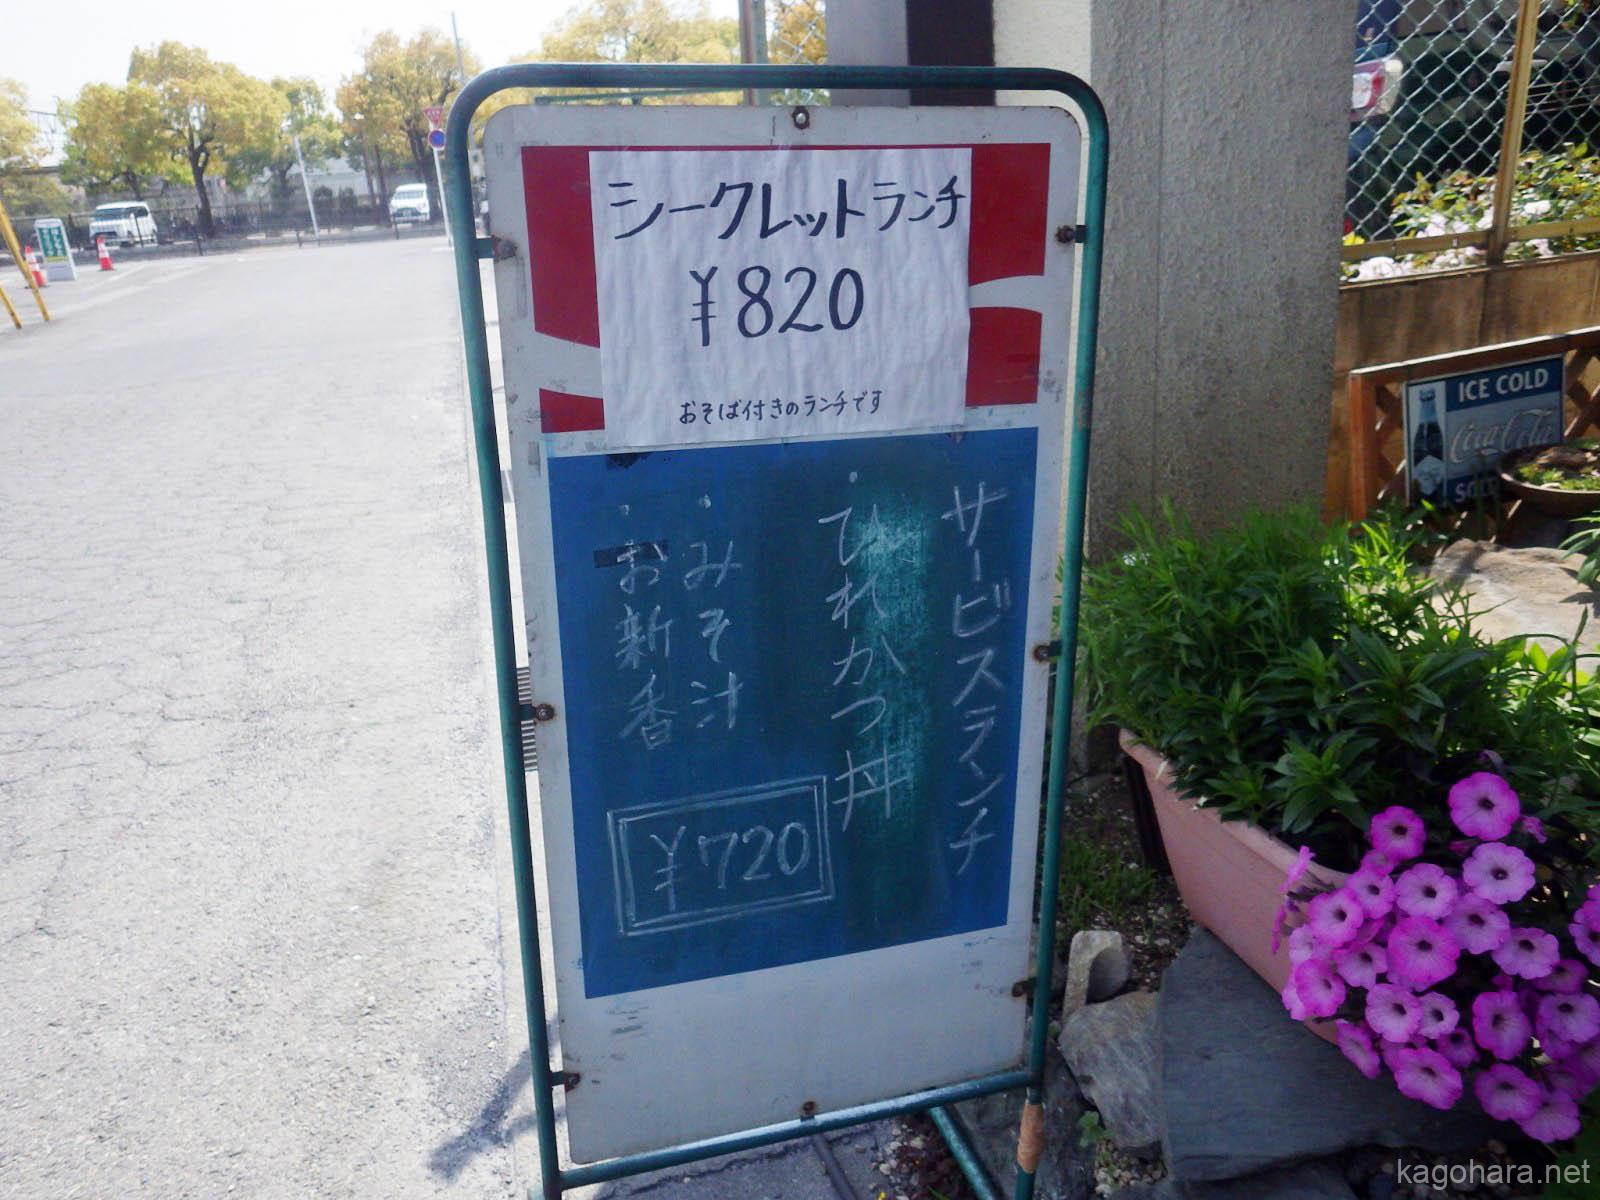 シークレットランチ
¥820
おそば付きのランチです
サービスランチ
・ひれかつ丼
・みそ汁
・お新香
¥720
ICE COLD
Coca-Cola
SOLD
kagohara.net